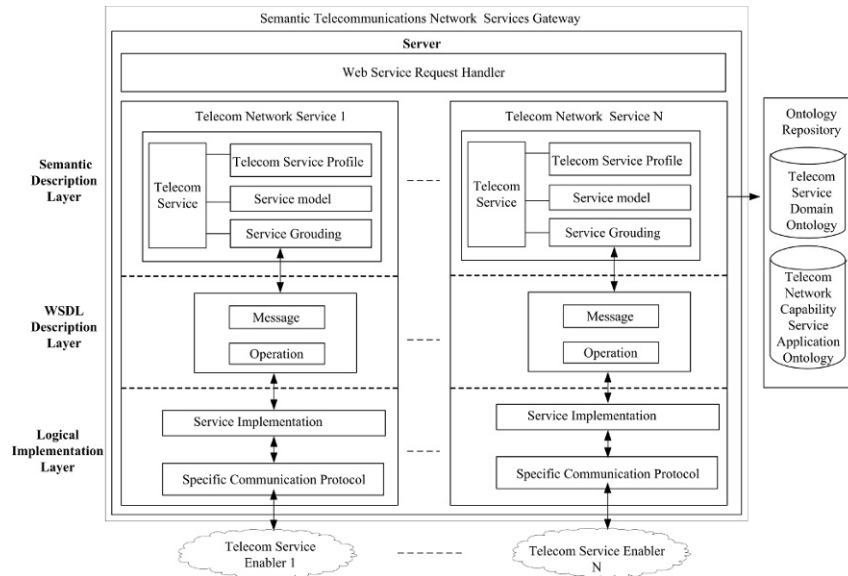 Semantic Telecommunications Network Services Gateway
Server
Web Service Request Handler
Telecom Network Service 1
Telecom Network Service N
Semantic
Description
Layer
Telecom
Service
Telecom Service Profile
Service model
Service Grouding
Telecom
Service
Telecom Service Profile
Service model
Service Grouding
Ontology
Repository
Telecom
Service
Domain
Ontology
Telecom
Network
Capability
Service
Application
Ontology
WSDL
Description
Layer
Message
Operation
Message
Operation
Logical
Implementation
Layer
Service Implementation
Specific Communication Protocol
Service Implementation
Specific Communication Protocol
Telecom Service
Enabler 1
Telecom Service Enabler
N